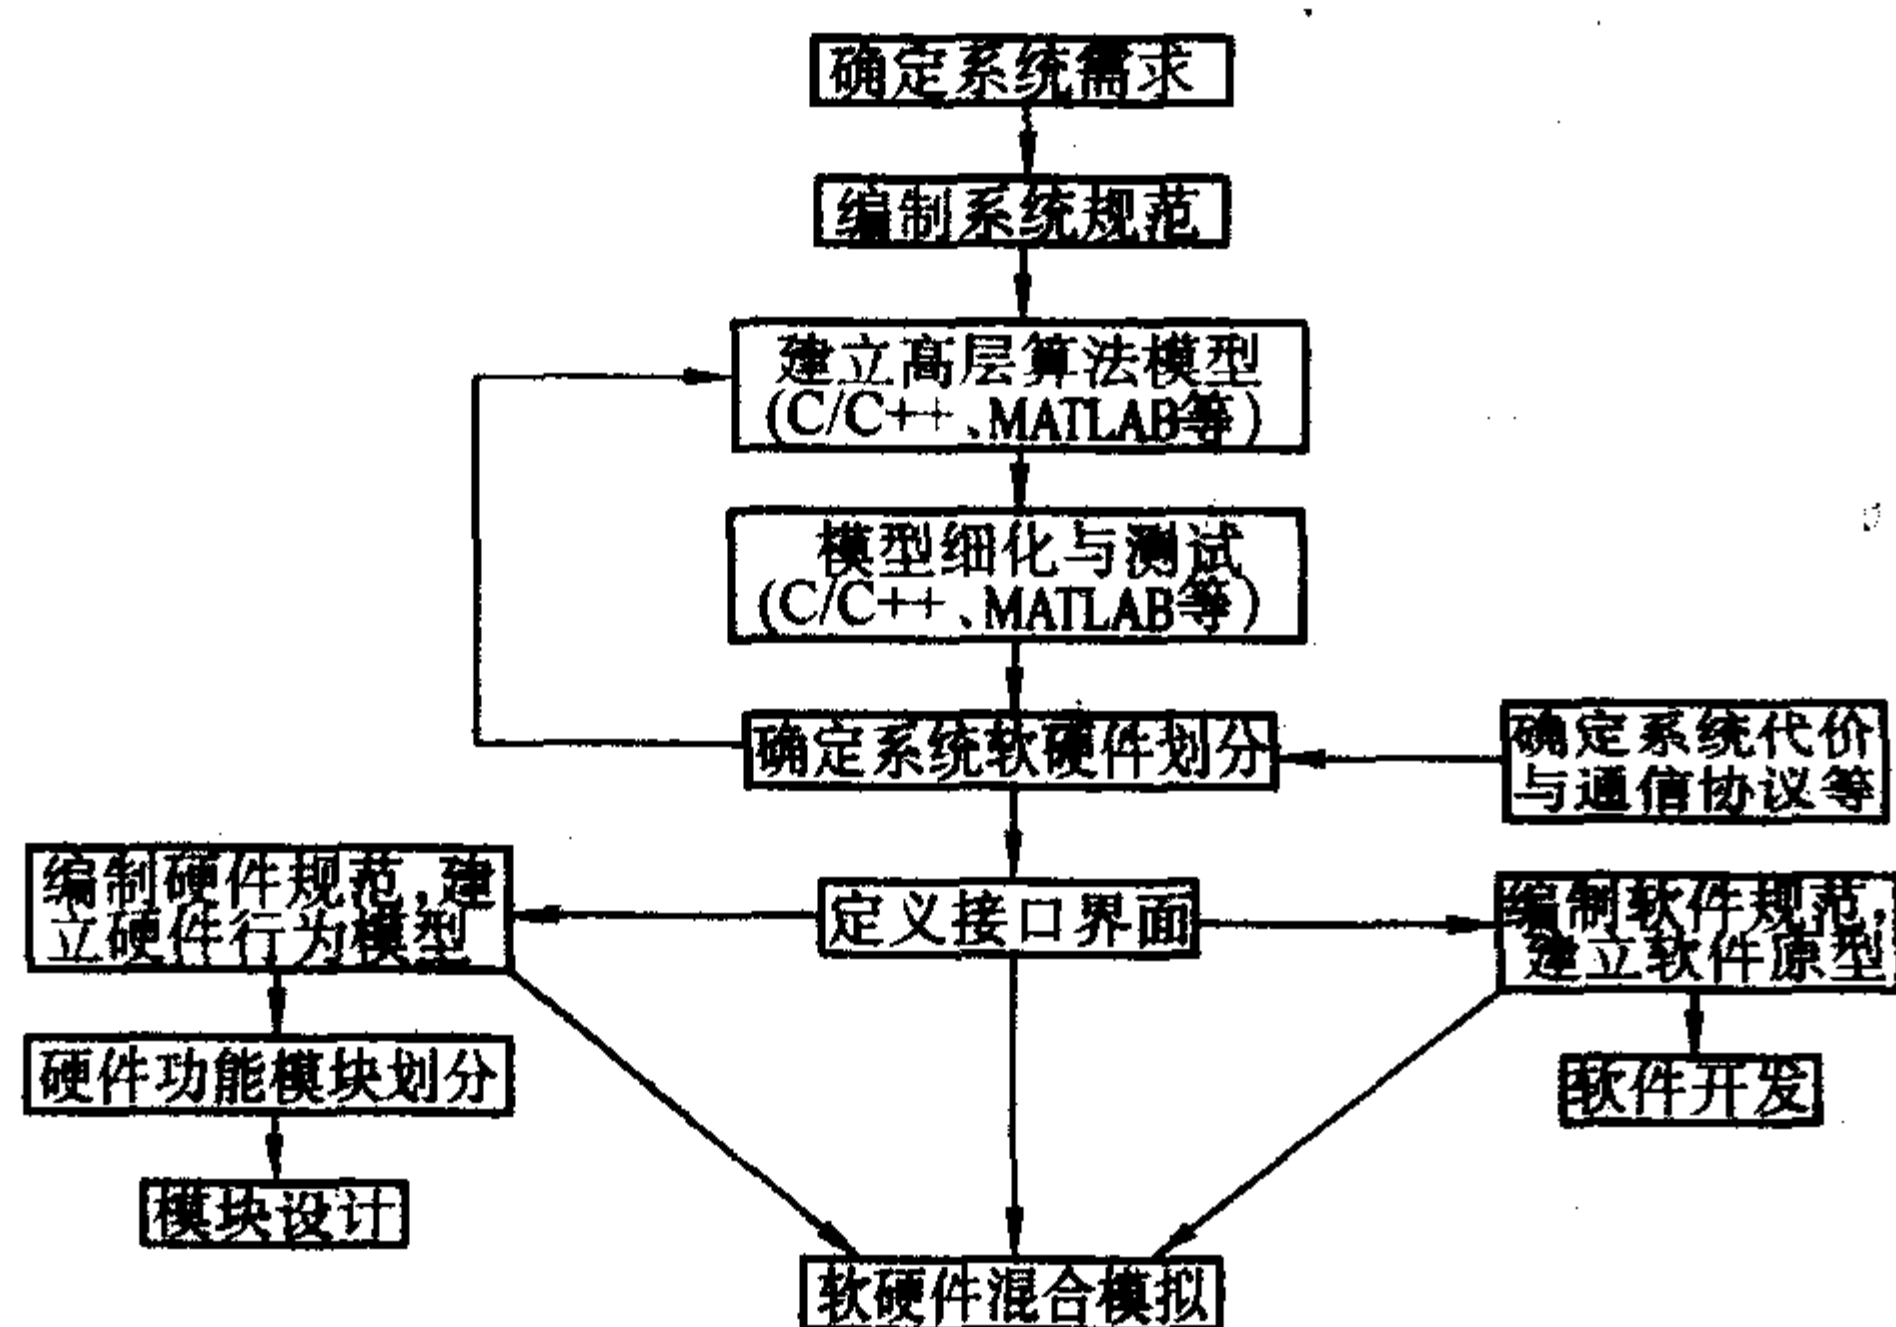 确定系统需求
编制系统规范
建立高层算法模型
(C/C++、MATLAB等)
模型细化与测试
(C/C++、MATLAB等)
确定系统软硬件划分
确定系统代价
与通信协议等
编制硬件规范,建
立硬件行为模型
定义接口界面
编制软件规范,
建立软件原型
硬件功能模块划分
软件开发
模块设计
软硬件混合模拟